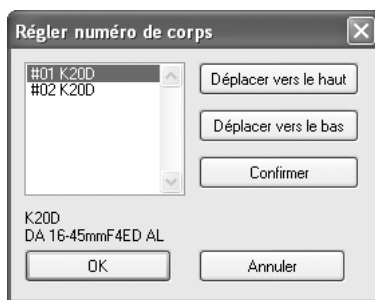 Régler numéro de corps
#01 K20D
#02 K20D
Déplacer vers le haut
Déplacer vers le bas
Confirmer
K20D
DA 16-45mmF4ED AL
OK
Annuler